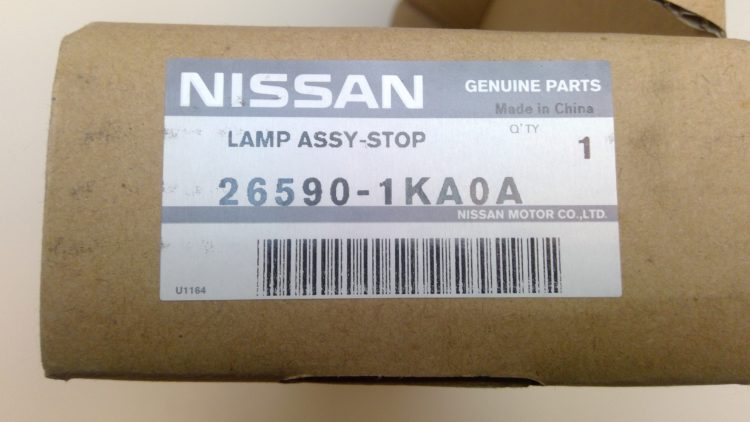 NISSAN
GENUINE PARTS
Made in China
LAMP ASSY-STOP
Q'TY
1
26590-1KA0A
NISSAN MOTOR CO.,LTD.
U1164